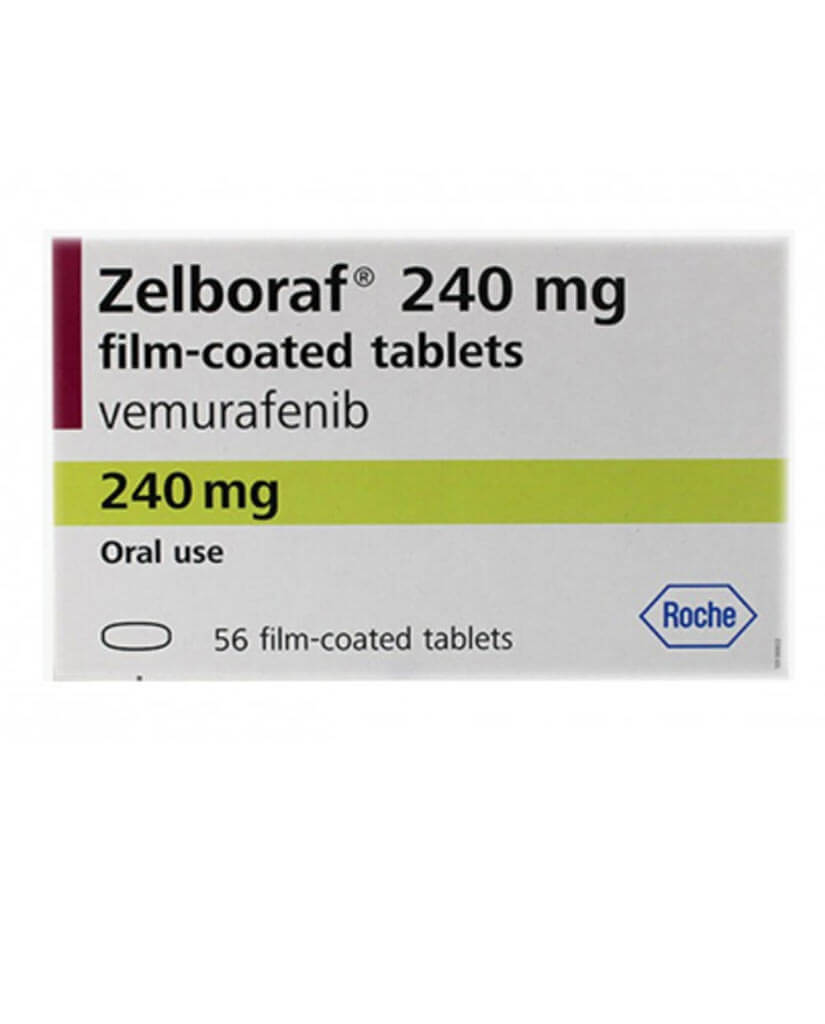 Zelboraf® 240 mg
film-coated tablets
vemurafenib
240 mg
Oral use
56 film-coated tablets
Roche